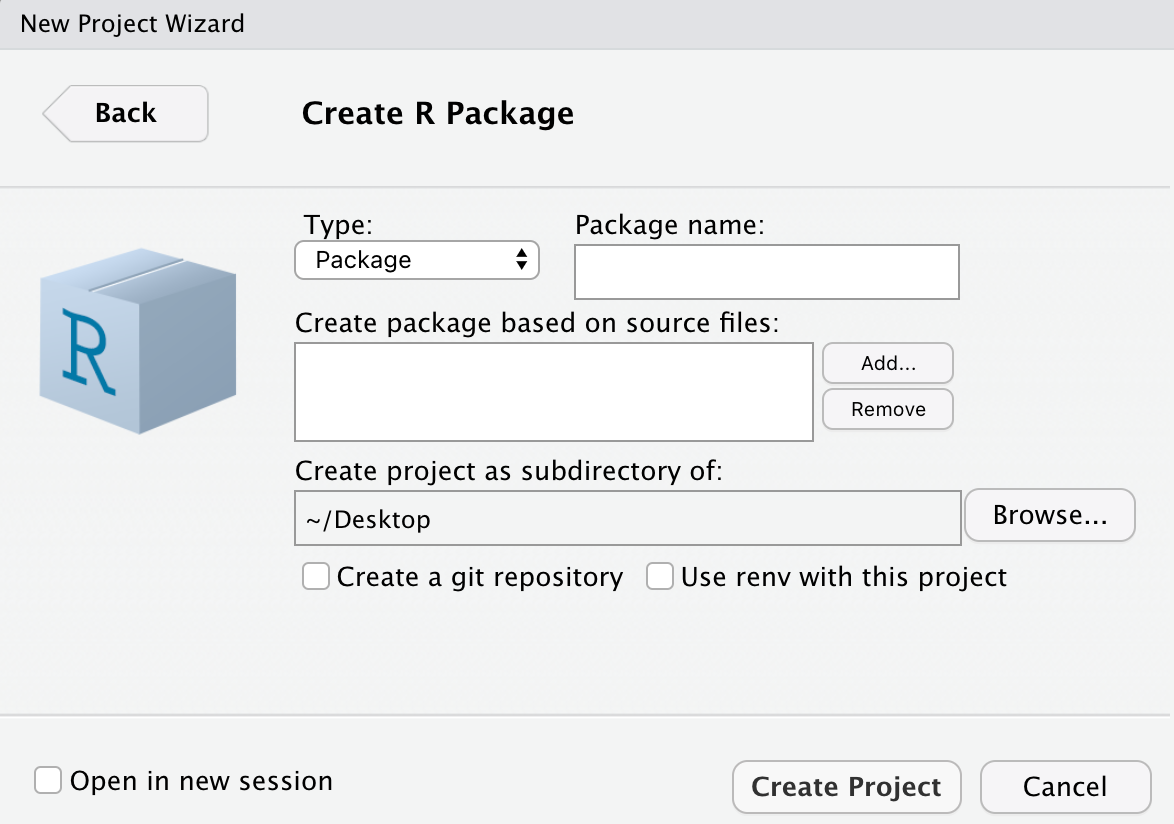 New Project Wizard
Back
Create R Package
Type:
Package name:
Package
Create package based on source files:
Add...
Remove
R
Create project as subdirectory of:
~/Desktop
Browse...
Create a git repository
Use renv with this project
Open in new session
Create Project
Cancel